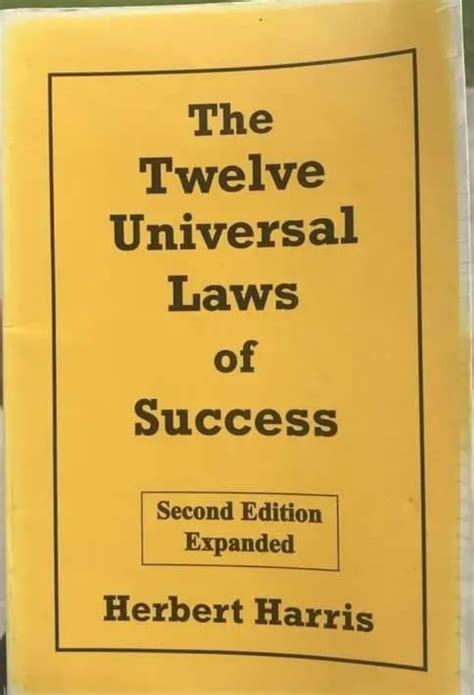 The
Twelve
Universal
Laws
of
Success
Second Edition
Expanded
Herbert Harris